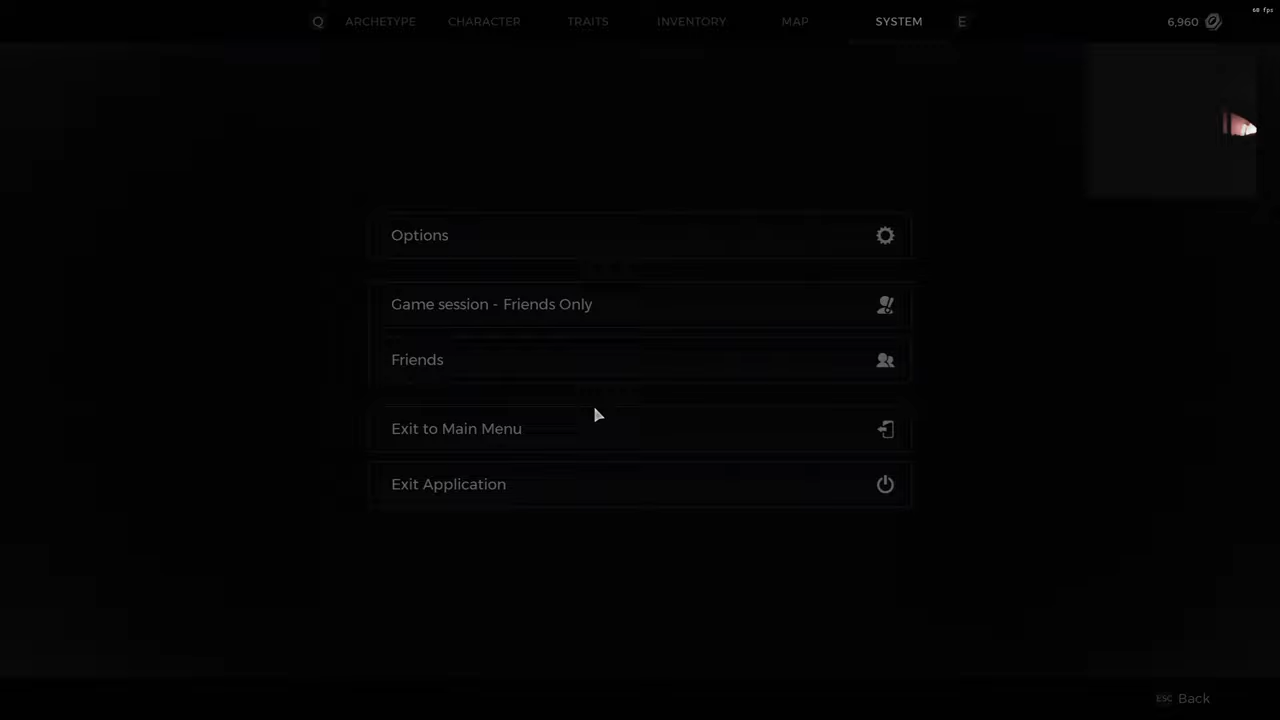 60 fps
Q ARCHETYPE CHARACTER TRAITS INVENTORY MAP SYSTEM E 6,960
Options
Game session - Friends Only
Friends
Exit to Main Menu
Exit Application
ESC Back